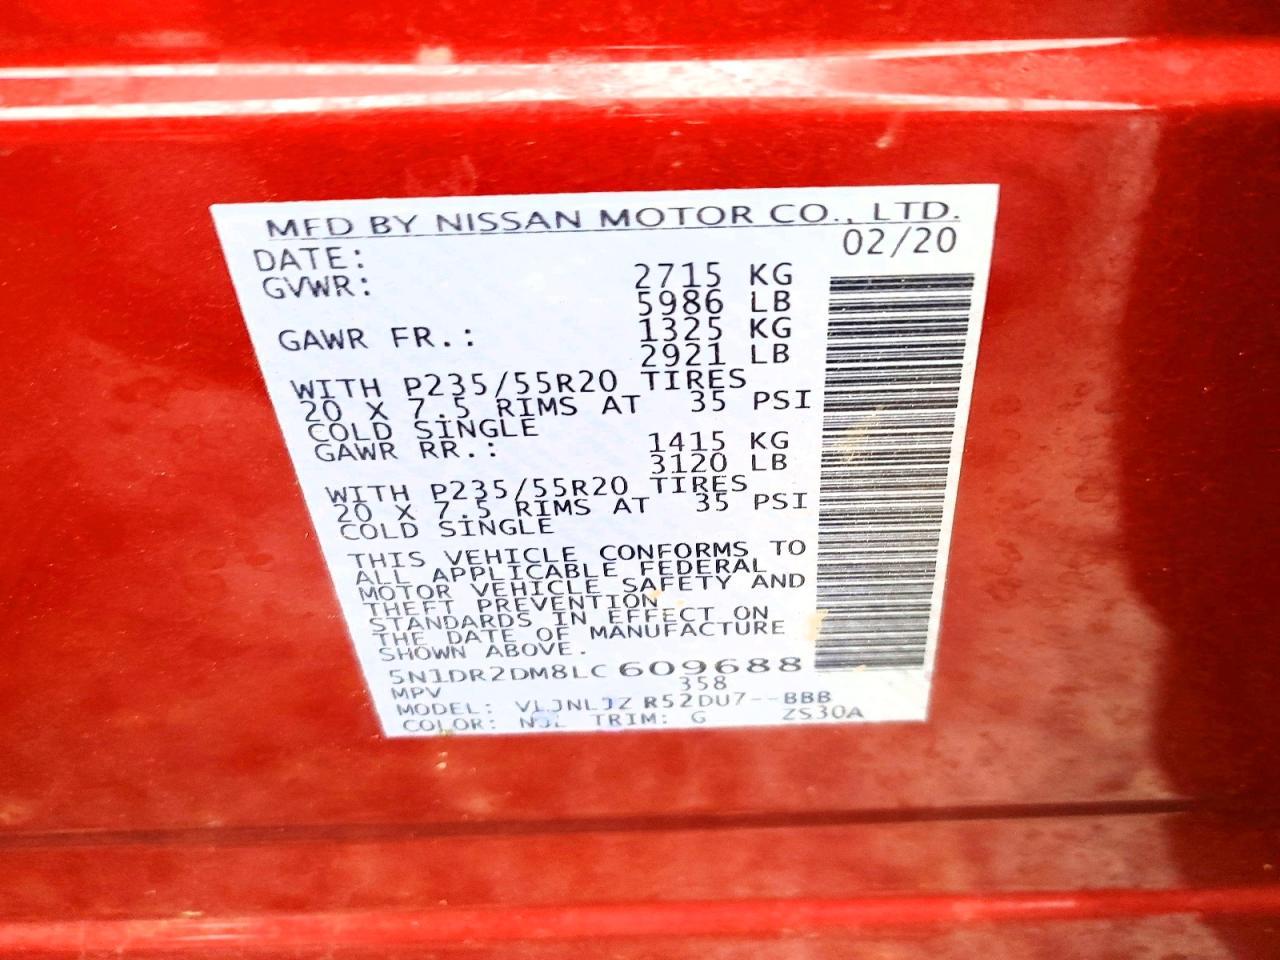 MFD BY NISSAN MOTOR CO., LTD.
DATE: 02/20
GVWR: 2715 KG
5986 LB
GAWR FR.: 1325 KG
2921 LB
WITH P235/55R20 TIRES
20 X 7.5 RIMS AT 35 PSI
COLD SINGLE
GAWR RR.: 1415 KG
3120 LB
WITH P235/55R20 TIRES
20 X 7.5 RIMS AT 35 PSI
COLD SINGLE
THIS VEHICLE CONFORMS TO
ALL APPLICABLE FEDERAL
MOTOR VEHICLE SAFETY AND
THEFT PREVENTION
STANDARDS IN EFFECT ON
THE DATE OF MANUFACTURE
SHOWN ABOVE.
5N1DR2DM8LC609688
MPV 358
MODEL: VLJNLJZ R52DU7--BBB
COLOR: TRIM: G ZS30A